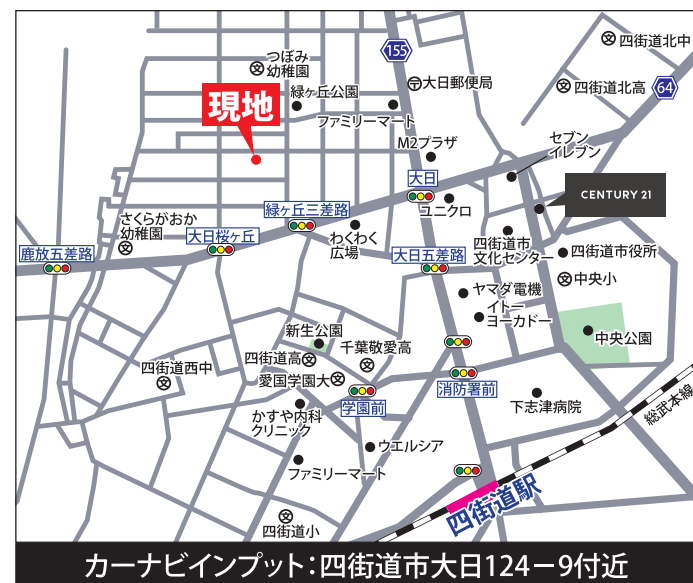 四街道北中
155
つぼみ
幼稚園
大日郵便局
四街道北高
64
緑ヶ丘公園
現地
ファミリーマート
M2プラザ
セブン
イレブン
大日
CENTURY 21
ユニクロ
緑ヶ丘三差路
さくらがおか
幼稚園
大日桜ヶ丘
わくわく
広場
四街道市
文化センター
四街道市役所
鹿放五差路
大日五差路
中央小
ヤマダ電機
イトー
ヨーカドー
新生公園
中央公園
千葉敬愛高
四街道高
四街道西中
愛国学園大
学園前
消防署前
下志津病院
かすや内科
クリニック
総武本線
ウエルシア
ファミリーマート
四街道駅
四街道小
カーナビインプット：四街道市大日124－9付近